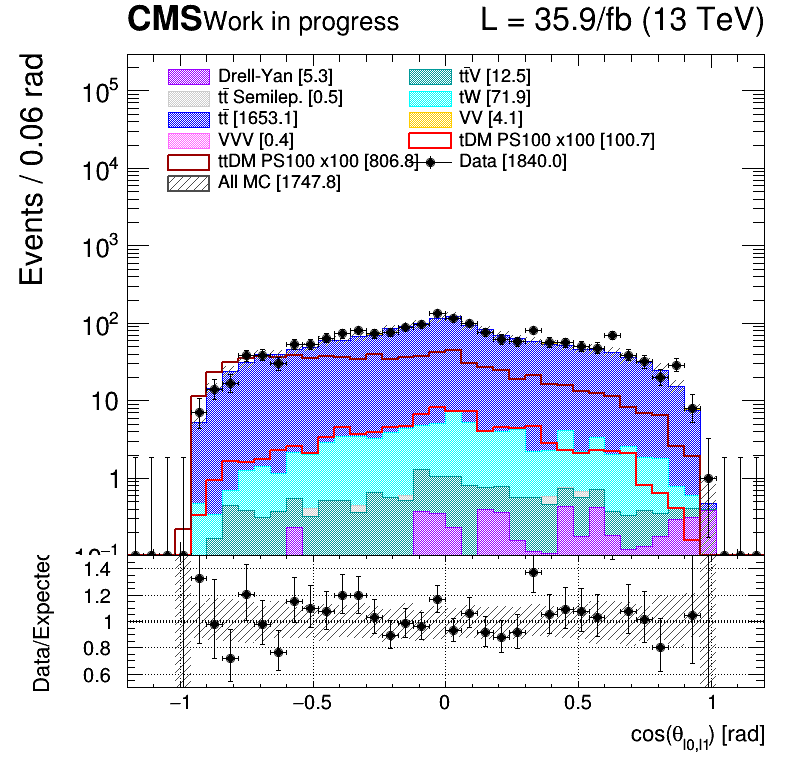 CMS Work in progress L = 35.9/fb (13 TeV)
Events / 0.06 rad
Drell-Yan [5.3] tt̄V [12.5]
tt̄ Semilep. [0.5] tW [71.9]
tt̄ [1653.1] VV [4.1]
VVV [0.4] tDM PS100 x100 [100.7]
ttDM PS100 x100 [806.8] Data [1840.0]
All MC [1747.8]
10⁵
10⁴
10³
10²
10
1
10⁻¹
Data/Expected
1.4
1.2
1
0.8
0.6
−1 −0.5 0 0.5 1
cos(θ_l0,l1) [rad]